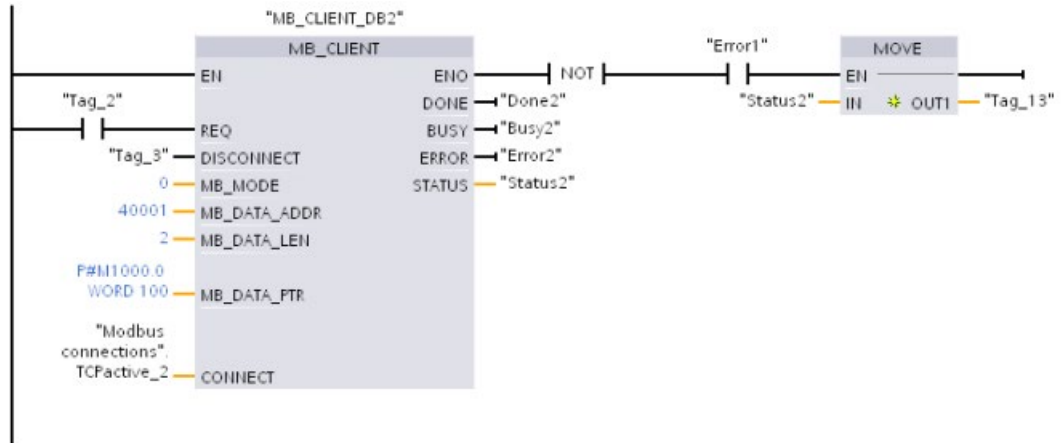 "MB_CLIENT_DB2"
MB_CLIENT
"Error1"
MOVE
EN
ENO
NOT
EN
"Tag_2"
DONE
"Done2"
"Status2"
IN
OUT1
"Tag_13"
REQ
BUSY
"Busy2"
"Tag_3"
DISCONNECT
ERROR
"Error2"
0
MB_MODE
STATUS
"Status2"
40001
MB_DATA_ADDR
2
MB_DATA_LEN
P#M1000.0
WORD 100
MB_DATA_PTR
"Modbus
connections".
TCPactive_2
CONNECT